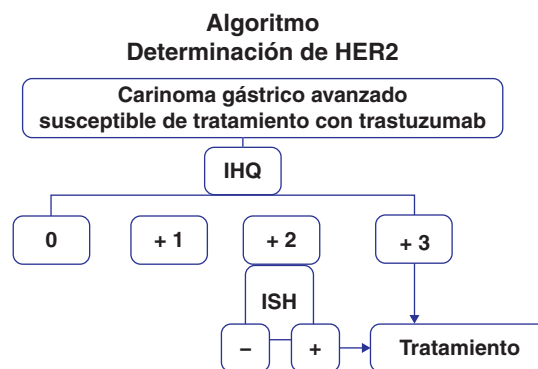 Algoritmo
Determinación de HER2
Carinoma gástrico avanzado
susceptible de tratamiento con trastuzumab
IHQ
0
+ 1
+ 2
+ 3
ISH
–
+
Tratamiento